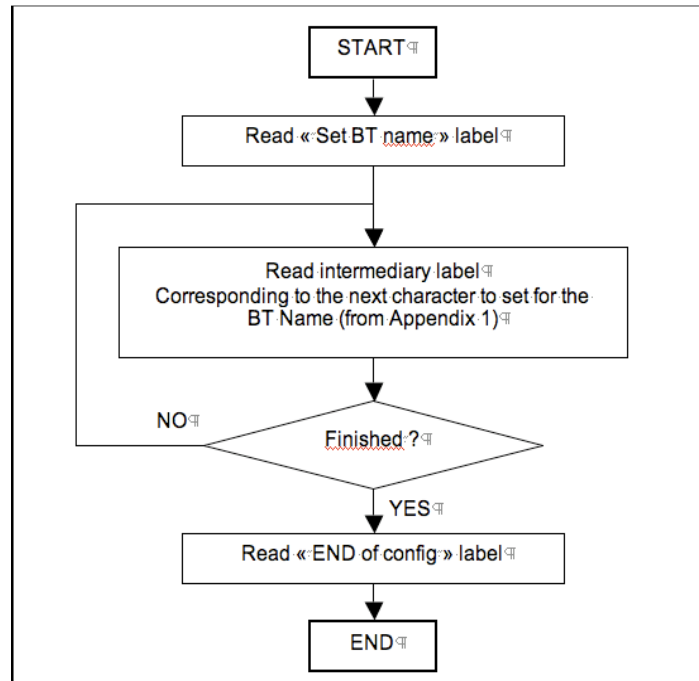 START¶
Read «Set BT name» label¶
Read intermediary label¶
Corresponding to the next character to set for the
BT Name (from Appendix 1)¶
NO¶
Finished ?¶
YES¶
Read «END of config» label¶
END¶